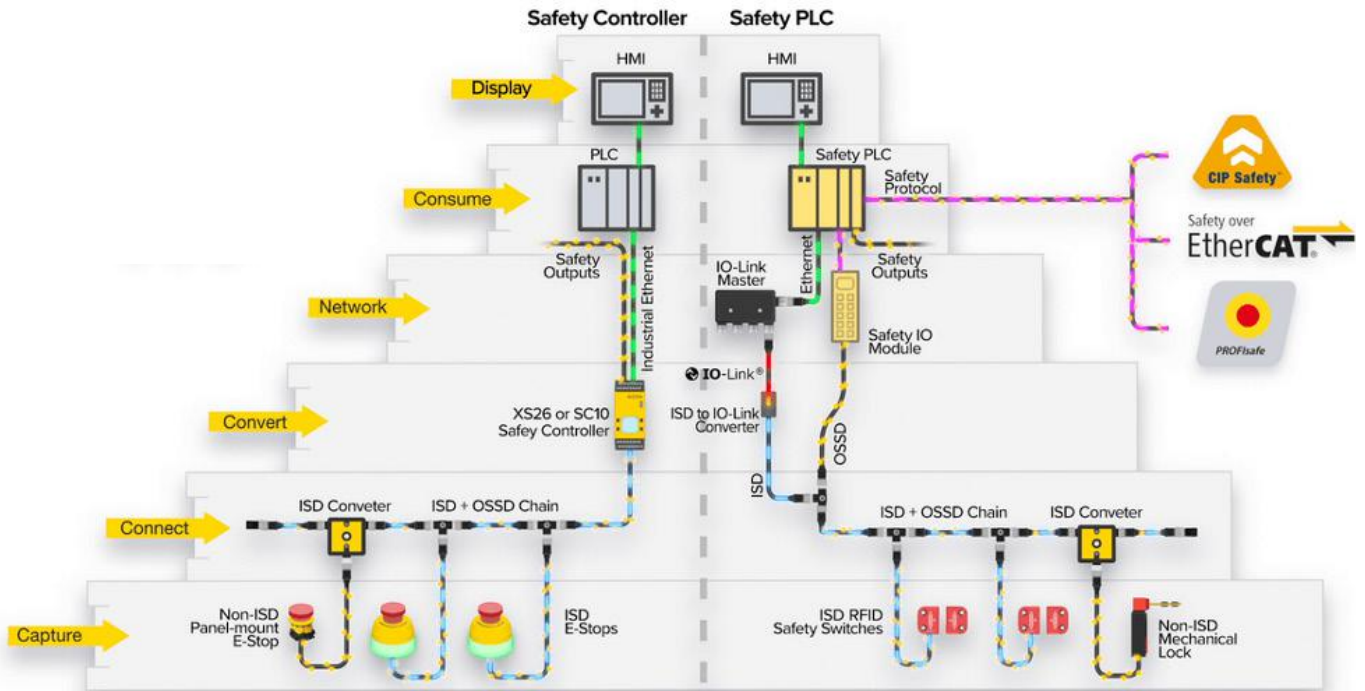 Safety Controller
Safety PLC
HMI
HMI
Display
PLC
Safety PLC
Safety
Protocol
CIP Safety™
Consume
Safety over
EtherCAT®
Safety
Outputs
Industrial Ethernet
IO-Link
Master
Ethernet
Safety
Outputs
Network
Safety IO
Module
PROFIsafe
IO-Link®
XS26 or SC10
Safey Controller
ISD to IO-Link
Converter
Convert
OSSD
ISD
ISD Conveter
ISD + OSSD Chain
ISD + OSSD Chain
ISD Conveter
Connect
Non-ISD
Panel-mount
E-Stop
ISD
E-Stops
ISD RFID
Safety Switches
Non-ISD
Mechanical
Lock
Capture